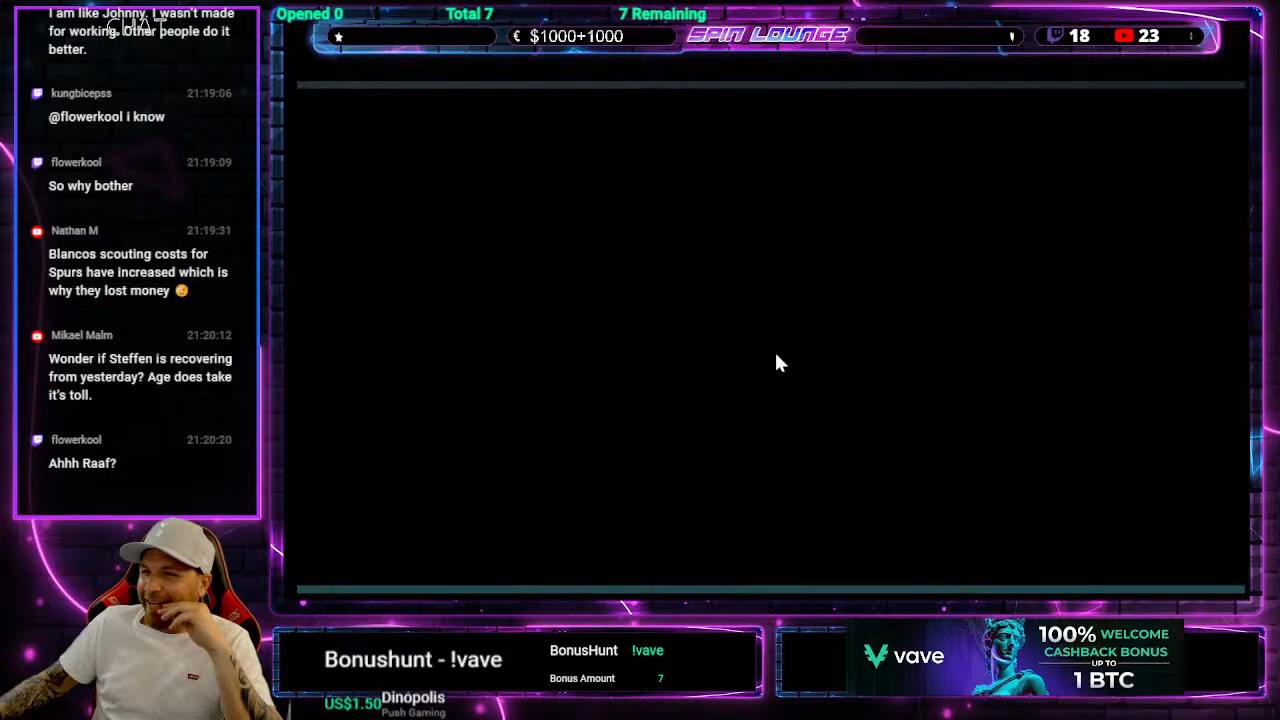 I am like Johnny. I wasn't made
for working. Other people do it
better.
CHAT
kungbicepss 21:19:06
@flowerkool i know
flowerkool 21:19:09
So why bother
Nathan M 21:19:31
Blancos scouting costs for
Spurs have increased which is
why they lost money 🤕
Mikael Malm 21:20:12
Wonder if Steffen is recovering
from yesterday? Age does take
it's toll.
flowerkool 21:20:20
Ahhh Raaf?
Opened 0 Total 7 7 Remaining
€ $1000+1000 SPIN LOUNGE 18 23
Bonushunt - !vave
BonusHunt !vave
Bonus Amount 7
US$1.50 Dinópolis
Push Gaming
vave
100% WELCOME
CASHBACK BONUS
UP TO
1 BTC